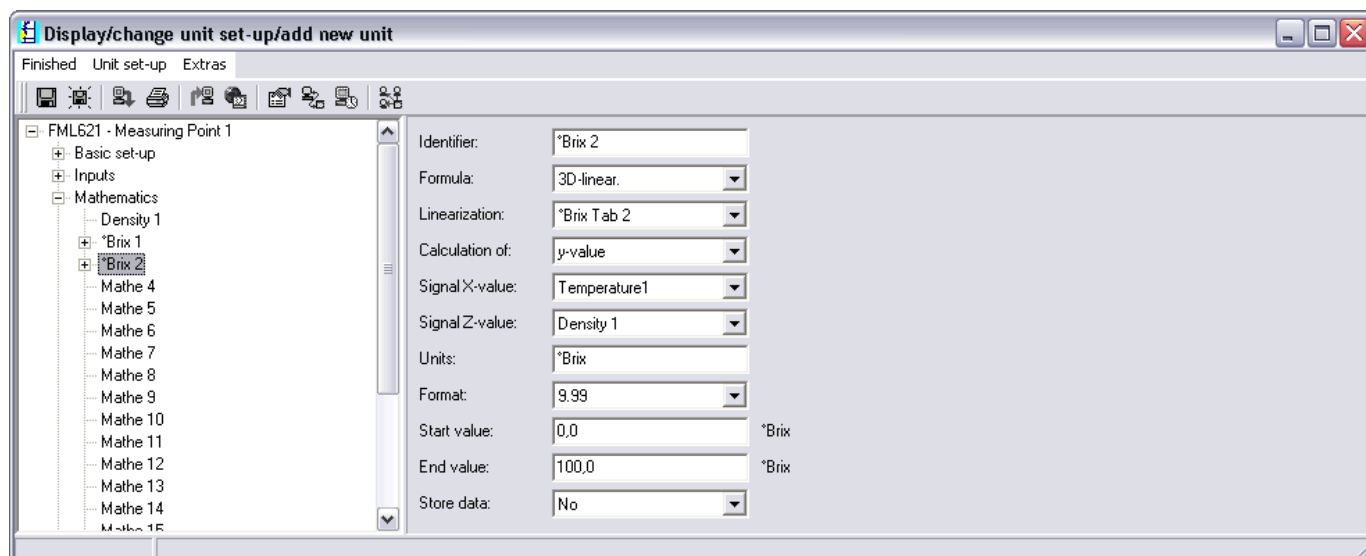 Display/change unit set-up/add new unit
Finished Unit set-up Extras
FML621 - Measuring Point 1
Basic set-up
Inputs
Mathematics
Density 1
°Brix 1
°Brix 2
Mathe 4
Mathe 5
Mathe 6
Mathe 7
Mathe 8
Mathe 9
Mathe 10
Mathe 11
Mathe 12
Mathe 13
Mathe 14
Mathe 15
Identifier: °Brix 2
Formula: 3D-linear.
Linearization: °Brix Tab 2
Calculation of: y-value
Signal X-value: Temperature1
Signal Z-value: Density 1
Units: °Brix
Format: 9.99
Start value: 0,0 °Brix
End value: 100,0 °Brix
Store data: No